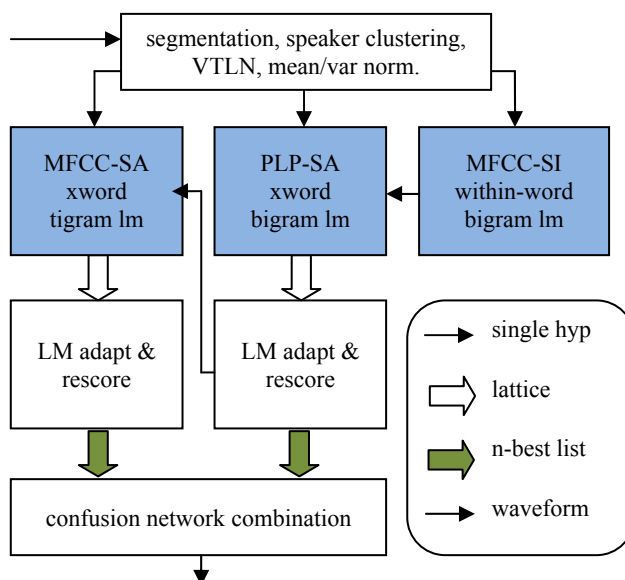 segmentation, speaker clustering,
VTLN, mean/var norm.
MFCC-SA
xword
tigram lm
PLP-SA
xword
bigram lm
MFCC-SI
within-word
bigram lm
LM adapt &
rescore
LM adapt &
rescore
single hyp
lattice
n-best list
waveform
confusion network combination